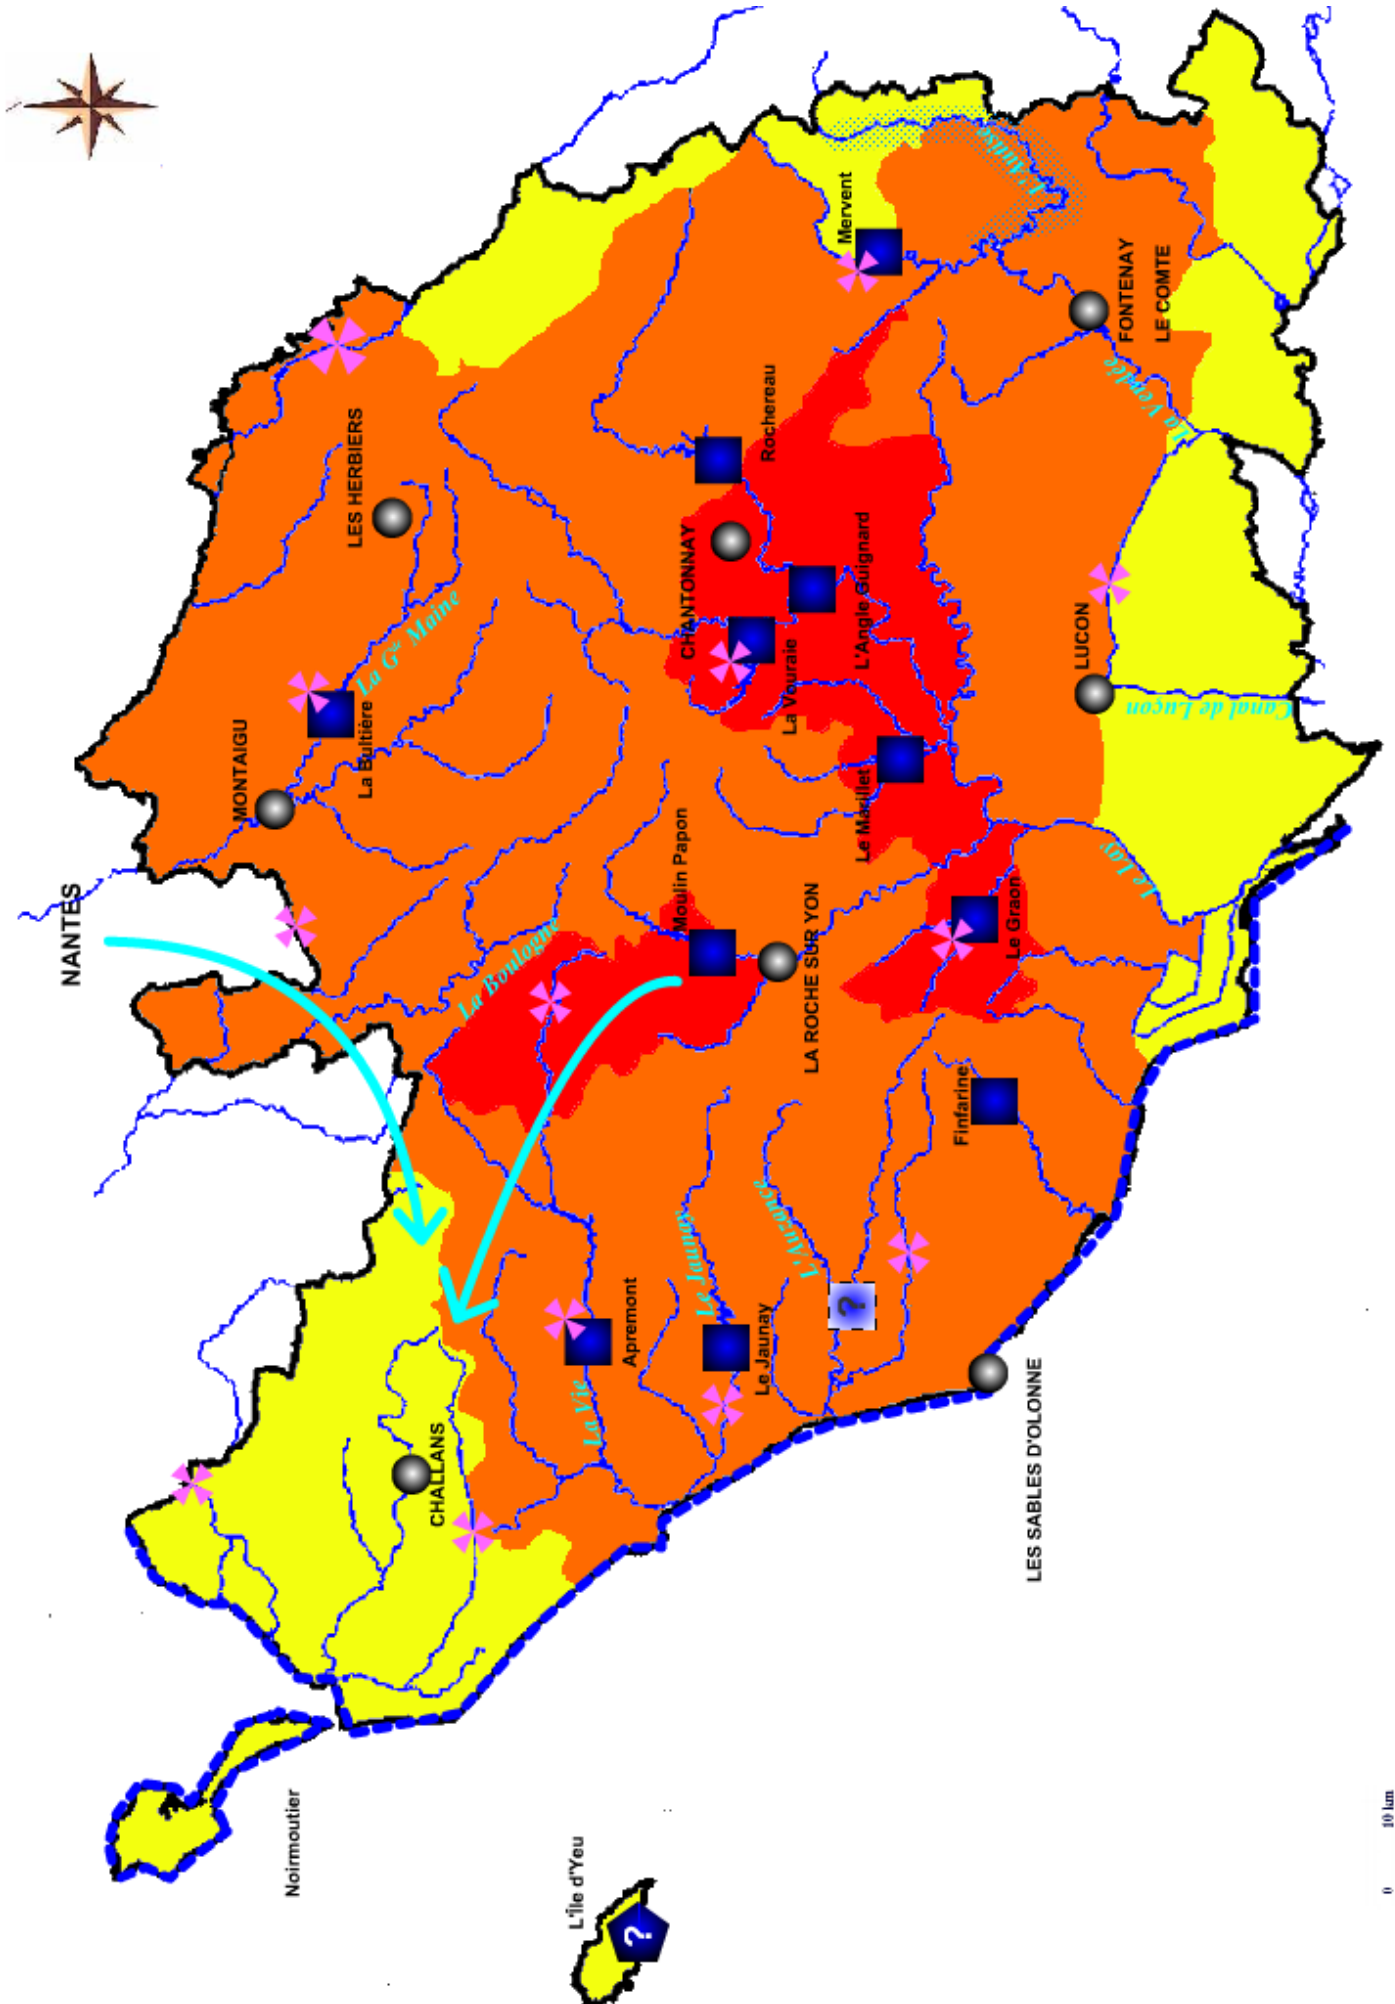 NANTES
MONTAIGU
La Bultière
La Gde Maine
LES HERBIERS
La Boulogne
Moulin Papon
LA ROCHE SUR YON
CHANTONNAY
Rochereau
La Vouraie
L'Angle Guignard
Le Marillet
Le Graon
Mervent
L'Autise
FONTENAY
LE COMTE
La Vendée
LUCON
Canal de Luçon
Le Lay
Finfarine
L'Auzance
Le Jaunay
Le Jaunay
?
Apremont
La Vie
CHALLANS
LES SABLES D'OLONNE
Noirmoutier
L'Île d'Yeu
?
0 10 km